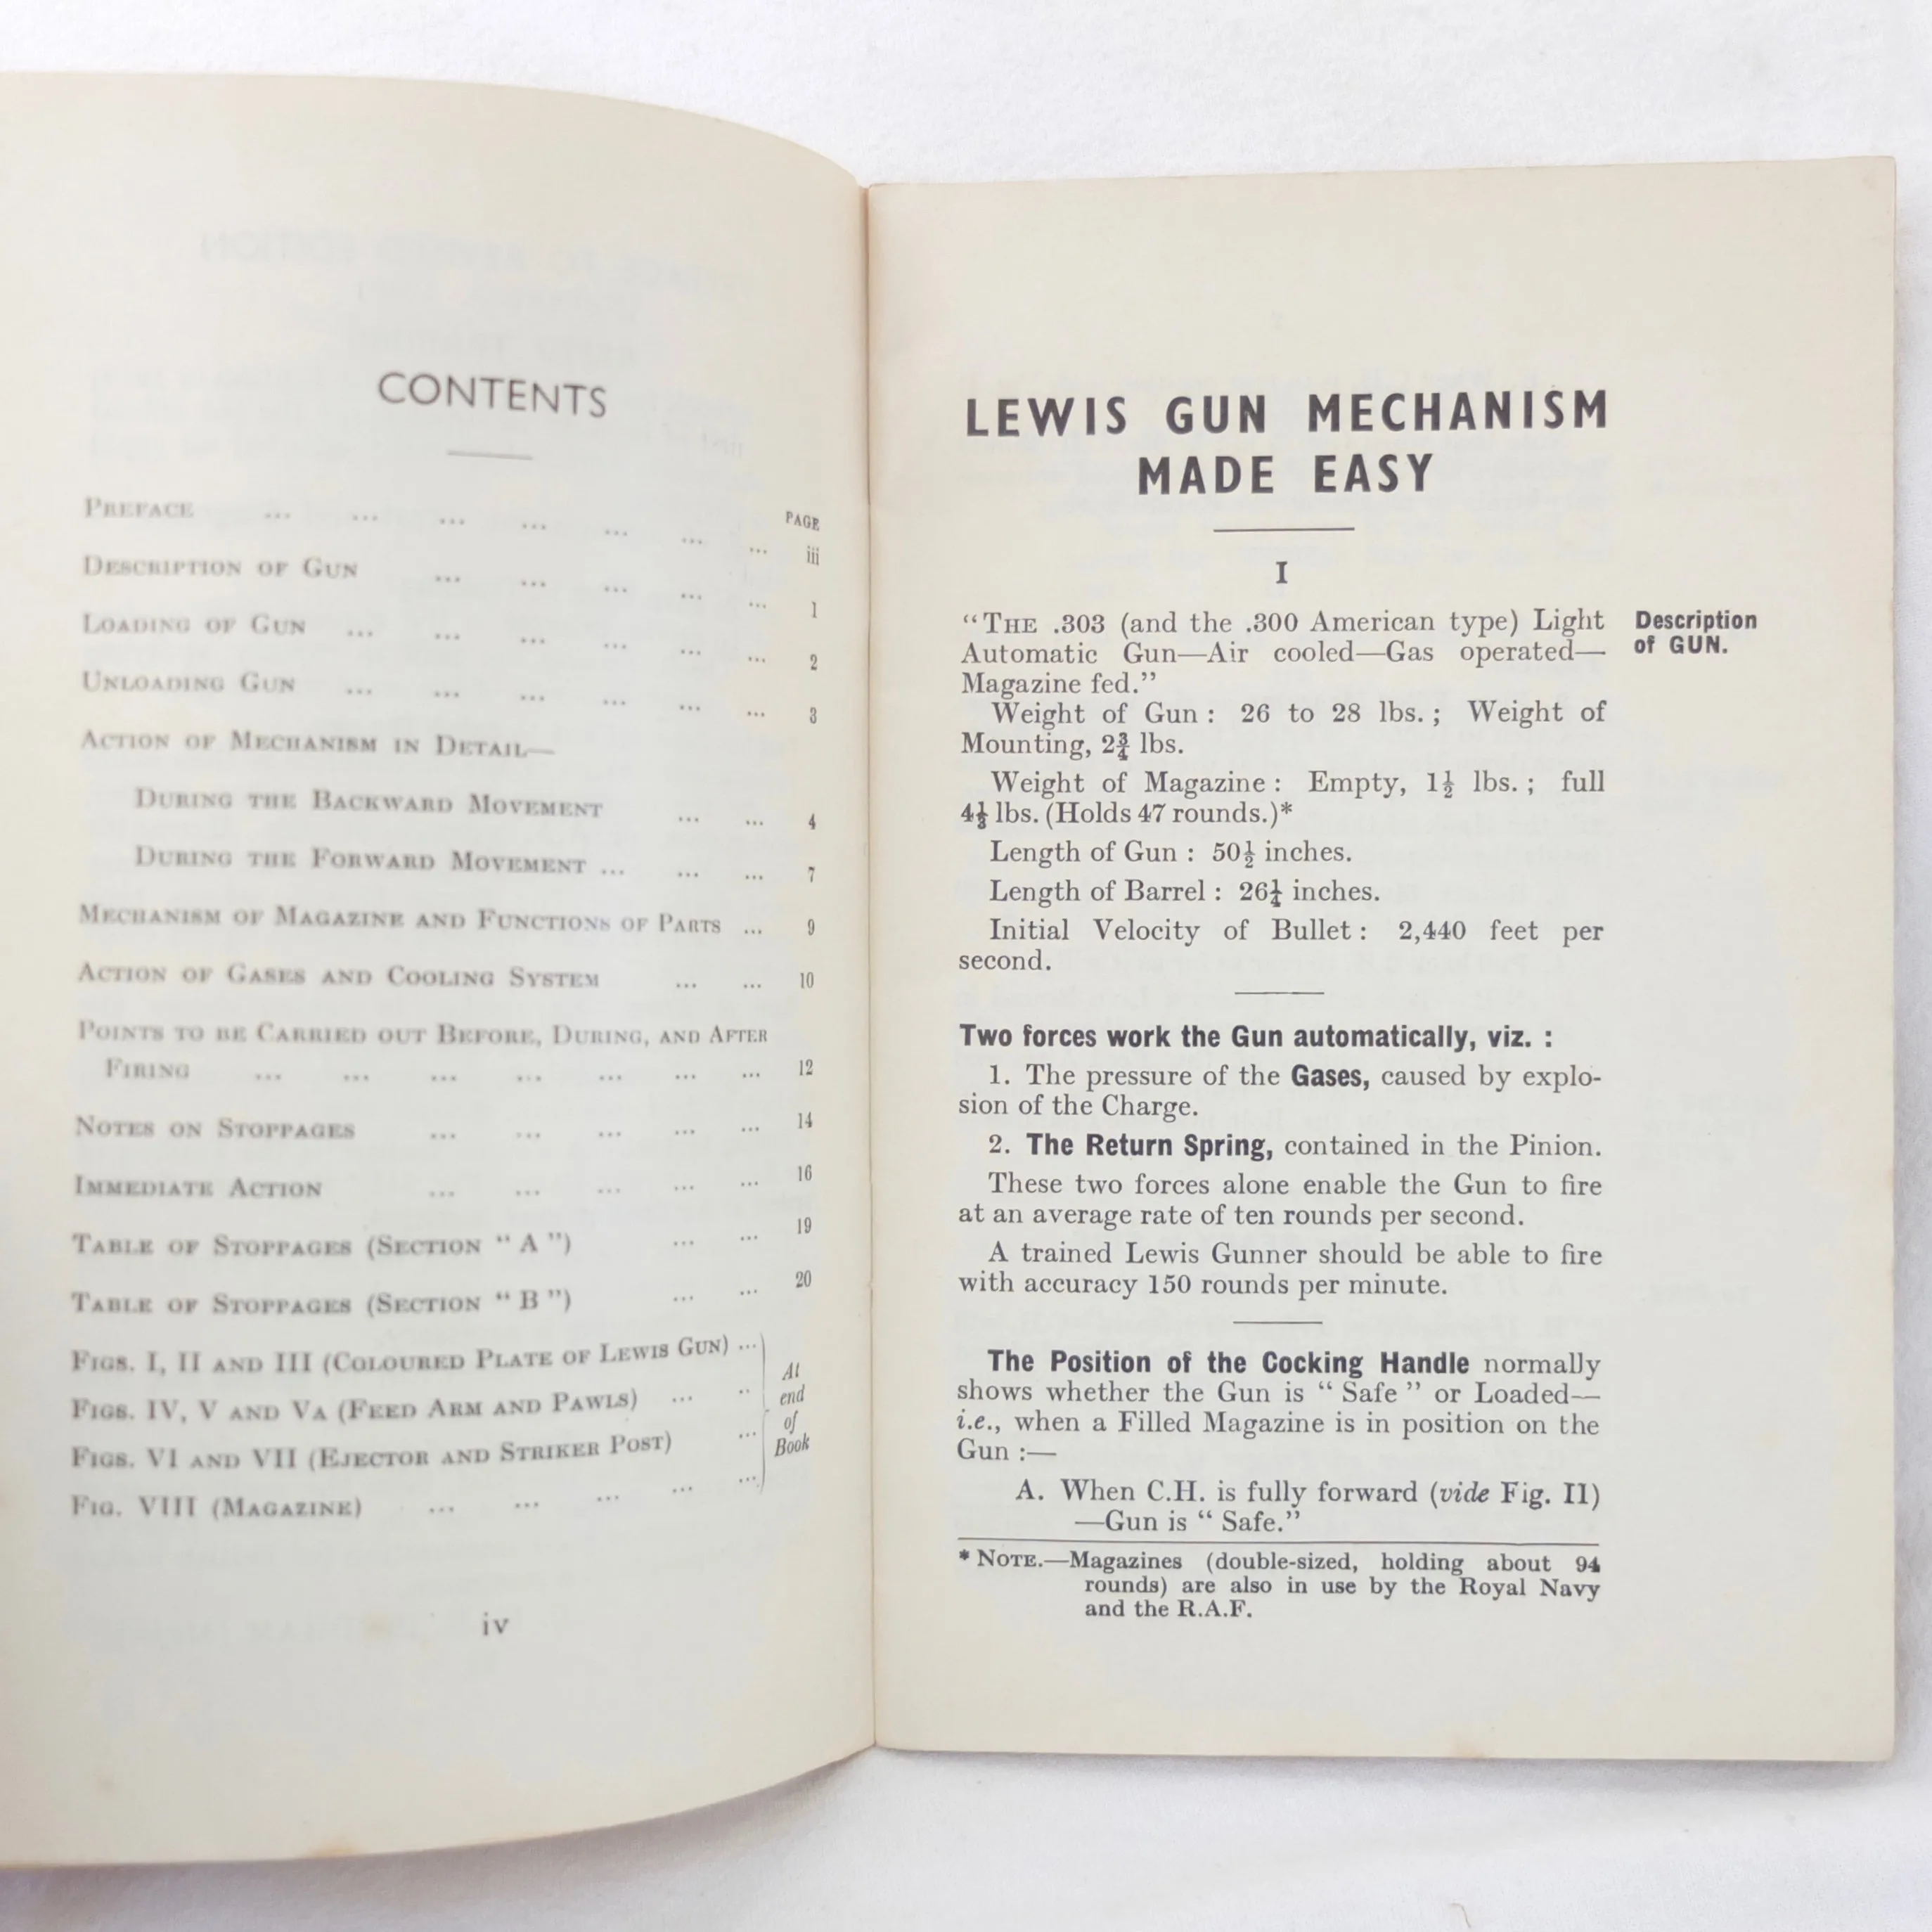 CONTENTS
PAGE
PREFACE ... ... ... ... ... ... ... iii
DESCRIPTION OF GUN ... ... ... ... ... 1
LOADING OF GUN ... ... ... ... ... ... 2
UNLOADING GUN ... ... ... ... ... ... 3
ACTION OF MECHANISM IN DETAIL—
DURING THE BACKWARD MOVEMENT ... ... 4
DURING THE FORWARD MOVEMENT ... ... ... 7
MECHANISM OF MAGAZINE AND FUNCTIONS OF PARTS ... 9
ACTION OF GASES AND COOLING SYSTEM ... ... 10
POINTS TO BE CARRIED OUT BEFORE, DURING, AND AFTER
FIRING ... ... ... ... ... ... ... 12
NOTES ON STOPPAGES ... ... ... ... ... 14
IMMEDIATE ACTION ... ... ... ... ... 16
TABLE OF STOPPAGES (SECTION “ A ”) ... ... 19
TABLE OF STOPPAGES (SECTION “ B ”) ... ... 20
FIGS. I, II AND III (COLOURED PLATE OF LEWIS GUN) ...
FIGS. IV, V AND VA (FEED ARM AND PAWLS) ... ..
FIGS. VI AND VII (EJECTOR AND STRIKER POST) ...
FIG. VIII (MAGAZINE) ... ... ... ... ...
At
end
of
Book
iv
LEWIS GUN MECHANISM
MADE EASY
I
“THE .303 (and the .300 American type) Light
Automatic Gun—Air cooled—Gas operated—
Magazine fed.”
Description
of GUN.
Weight of Gun : 26 to 28 lbs. ; Weight of
Mounting, 2¾ lbs.
Weight of Magazine : Empty, 1½ lbs. ; full
4⅓ lbs. (Holds 47 rounds.)*
Length of Gun : 50½ inches.
Length of Barrel : 26¼ inches.
Initial Velocity of Bullet : 2,440 feet per
second.
Two forces work the Gun automatically, viz. :
1. The pressure of the Gases, caused by explo-
sion of the Charge.
2. The Return Spring, contained in the Pinion.
These two forces alone enable the Gun to fire
at an average rate of ten rounds per second.
A trained Lewis Gunner should be able to fire
with accuracy 150 rounds per minute.
The Position of the Cocking Handle normally
shows whether the Gun is “ Safe ” or Loaded—
i.e., when a Filled Magazine is in position on the
Gun :—
A. When C.H. is fully forward (vide Fig. II)
—Gun is “ Safe.”
* NOTE.—Magazines (double-sized, holding about 94
rounds) are also in use by the Royal Navy
and the R.A.F.